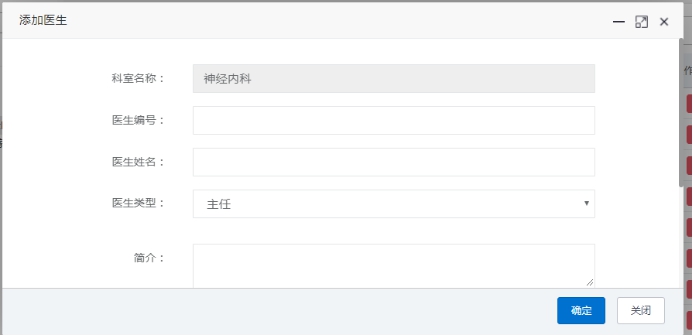 添加医生
科室名称： 神经内科
医生编号：
医生姓名：
医生类型： 主任
简介：
确定 关闭